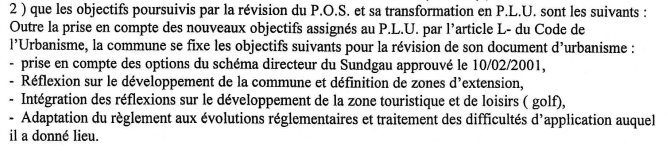 2 ) que les objectifs poursuivis par la révision du P.O.S. et sa transformation en P.L.U. sont les suivants :
Outre la prise en compte des nouveaux objectifs assignés au P.L.U. par l'article L- du Code de
l'Urbanisme, la commune se fixe les objectifs suivants pour la révision de son document d'urbanisme :
- prise en compte des options du schéma directeur du Sundgau approuvé le 10/02/2001,
- Réflexion sur le développement de la commune et définition de zones d'extension,
- Intégration des réflexions sur le développement de la zone touristique et de loisirs ( golf),
- Adaptation du règlement aux évolutions réglementaires et traitement des difficultés d'application auquel
il a donné lieu.